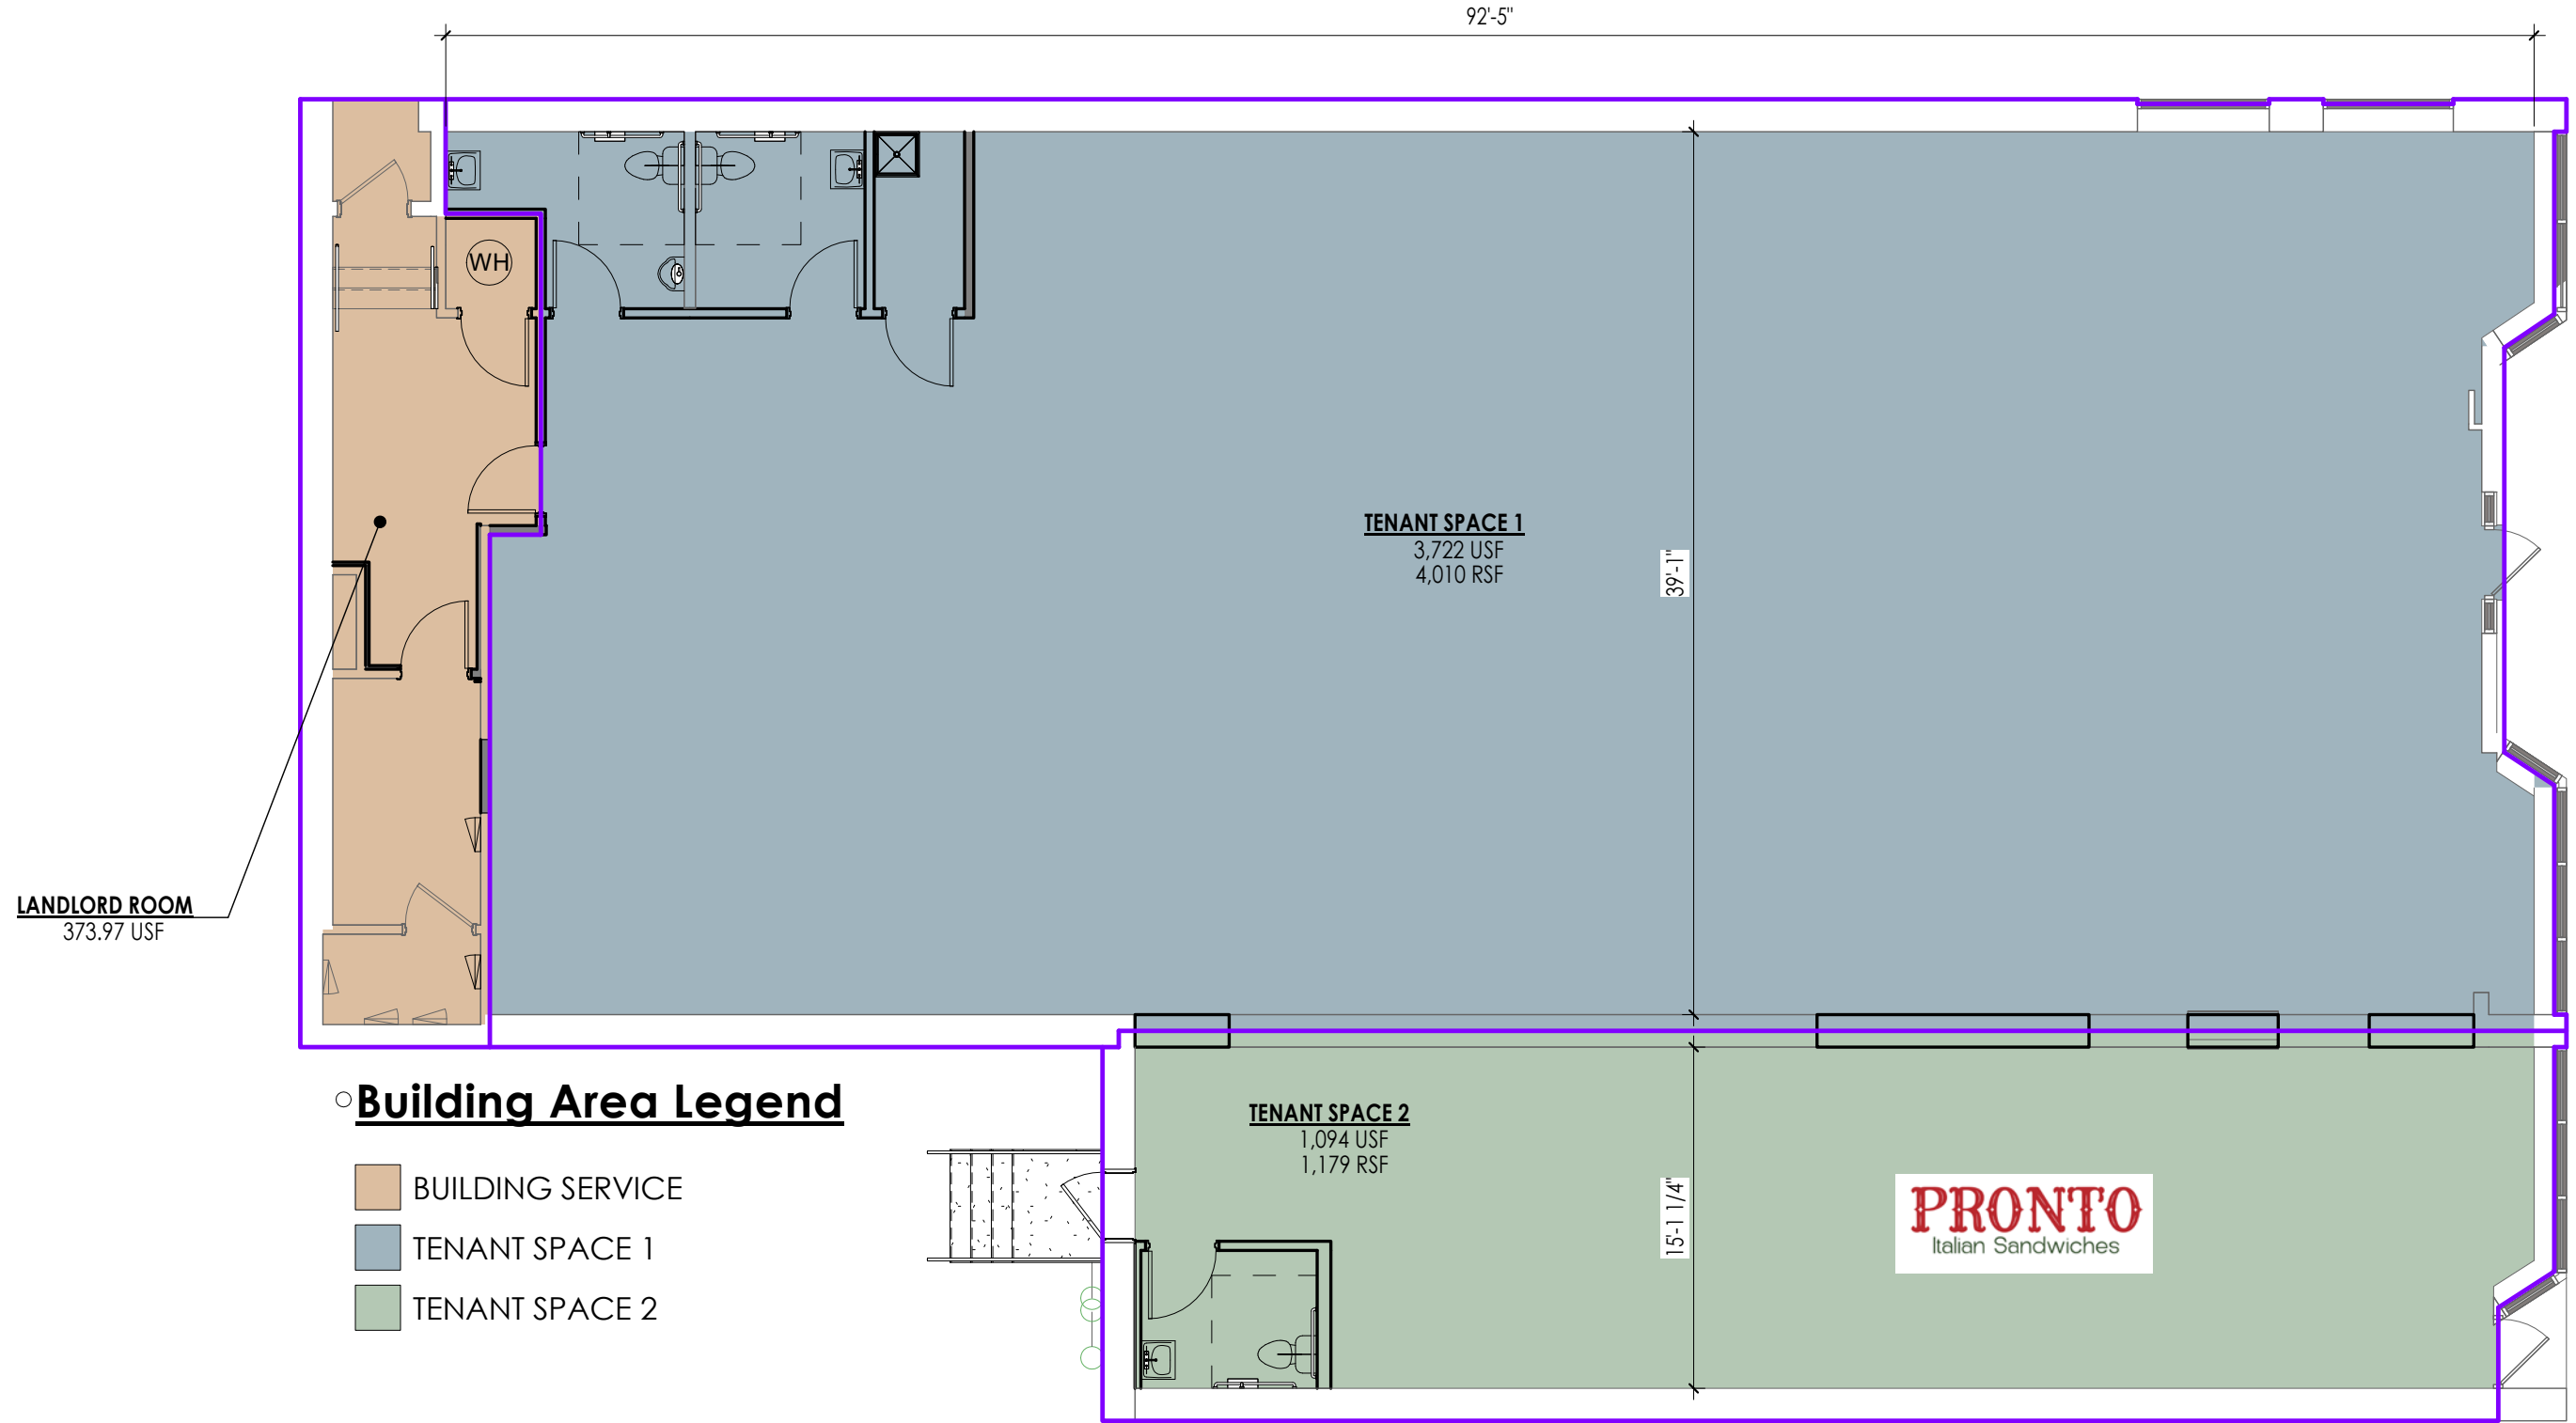 92'-5"
WH
TENANT SPACE 1
3,722 USF
4,010 RSF
39'-1"
LANDLORD ROOM
373.97 USF
Building Area Legend
BUILDING SERVICE
TENANT SPACE 1
TENANT SPACE 2
TENANT SPACE 2
1,094 USF
1,179 RSF
15'-1 1/4"
PRONTO
Italian Sandwiches